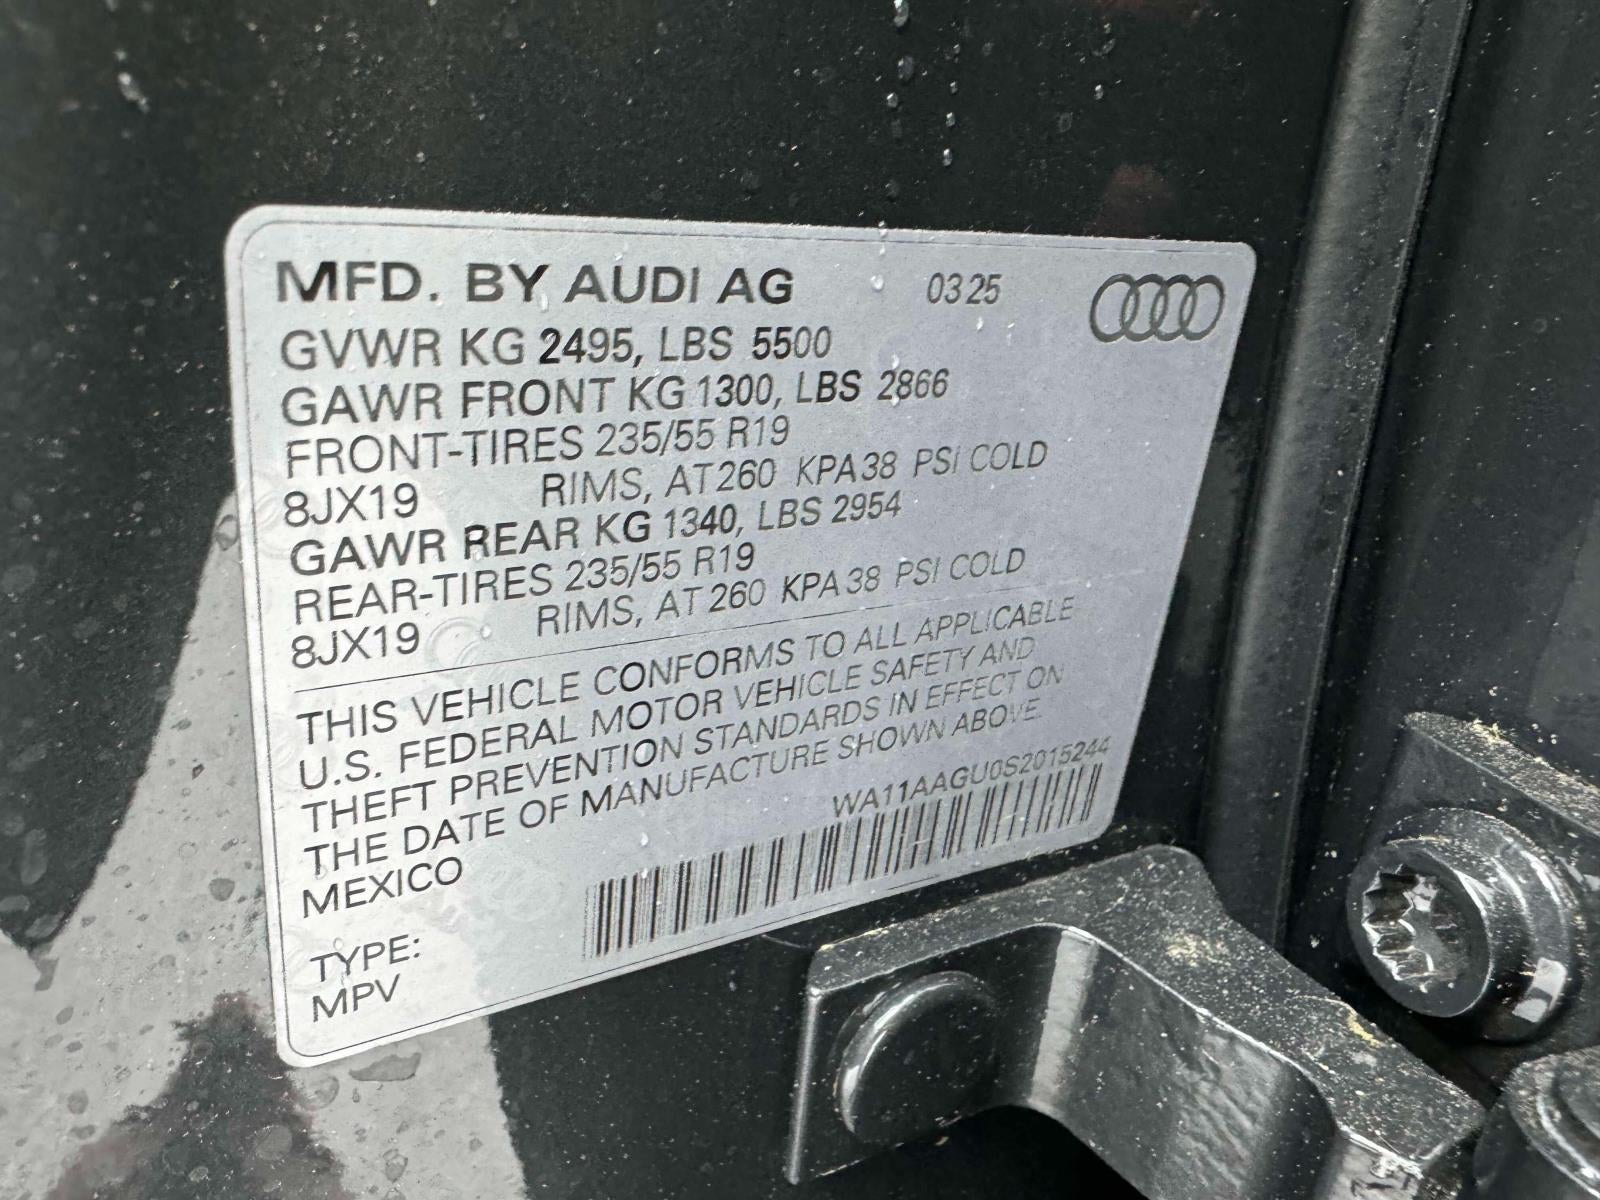 MFD. BY AUDI AG 03 25
GVWR KG 2495, LBS 5500
GAWR FRONT KG 1300, LBS 2866
FRONT-TIRES 235/55 R19
8JX19 RIMS, AT 260 KPA 38 PSI COLD
GAWR REAR KG 1340, LBS 2954
REAR-TIRES 235/55 R19
8JX19 RIMS, AT 260 KPA 38 PSI COLD
THIS VEHICLE CONFORMS TO ALL APPLICABLE
U.S. FEDERAL MOTOR VEHICLE SAFETY AND
THEFT PREVENTION STANDARDS IN EFFECT ON
THE DATE OF MANUFACTURE SHOWN ABOVE.
MEXICO WA11AAGU0S2015244
TYPE:
MPV